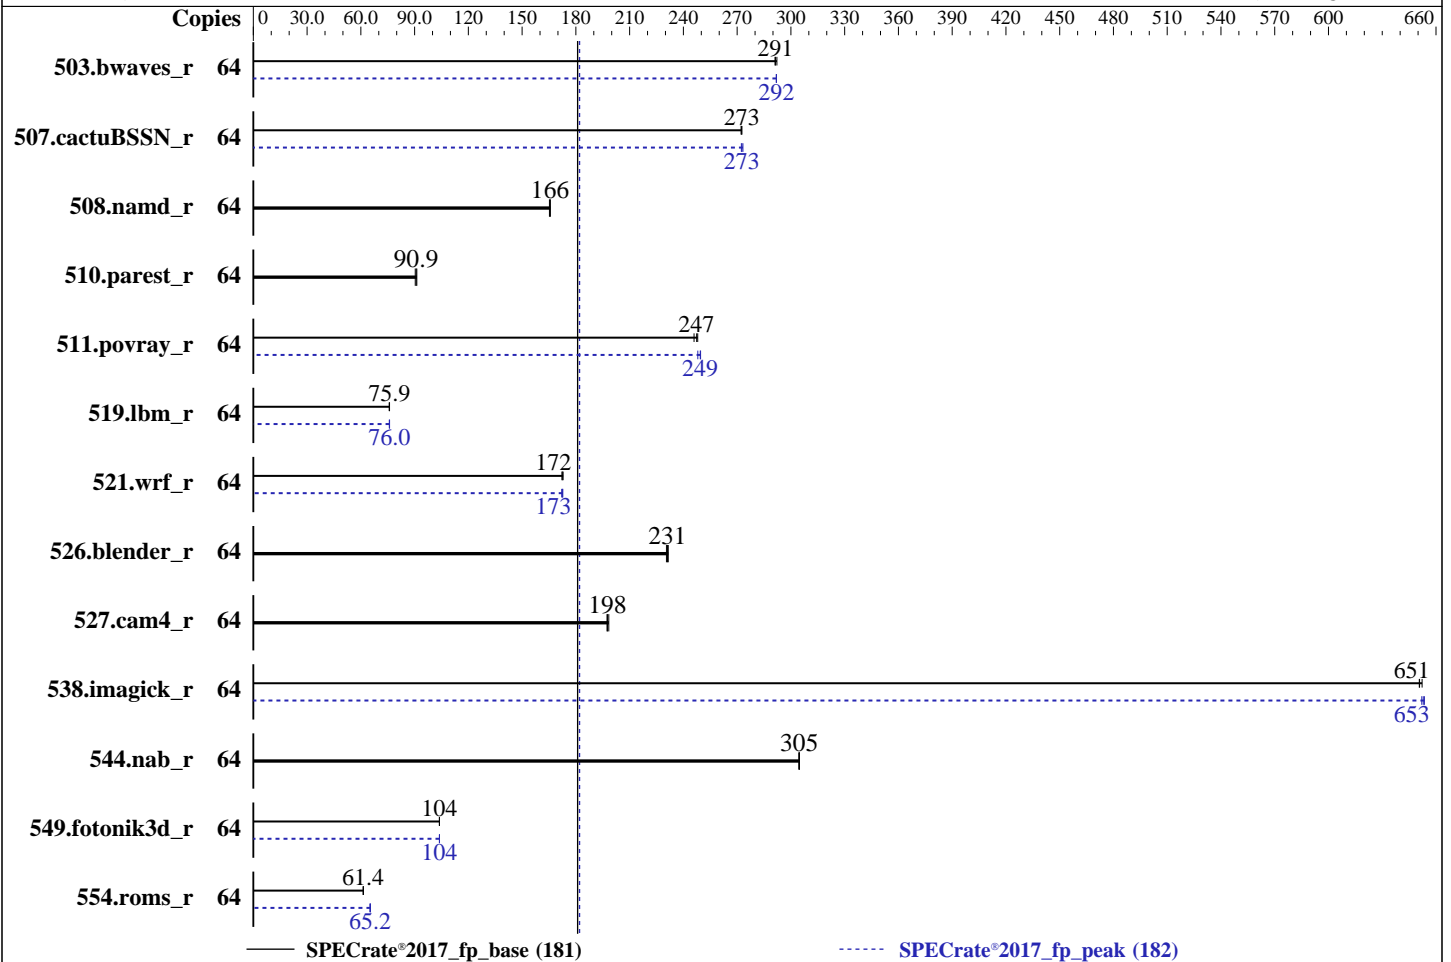 Copies 0 30.0 60.0 90.0 120 150 180 210 240 270 300 330 360 390 420 450 480 510 540 570 600 660
291
503.bwaves_r 64
292
273
507.cactuBSSN_r 64
273
166
508.namd_r 64
90.9
510.parest_r 64
247
511.povray_r 64
249
75.9
519.lbm_r 64
76.0
172
521.wrf_r 64
173
231
526.blender_r 64
198
527.cam4_r 64
651
538.imagick_r 64
653
305
544.nab_r 64
104
549.fotonik3d_r 64
104
61.4
554.roms_r 64
65.2
SPECrate®2017_fp_base (181) SPECrate®2017_fp_peak (182)